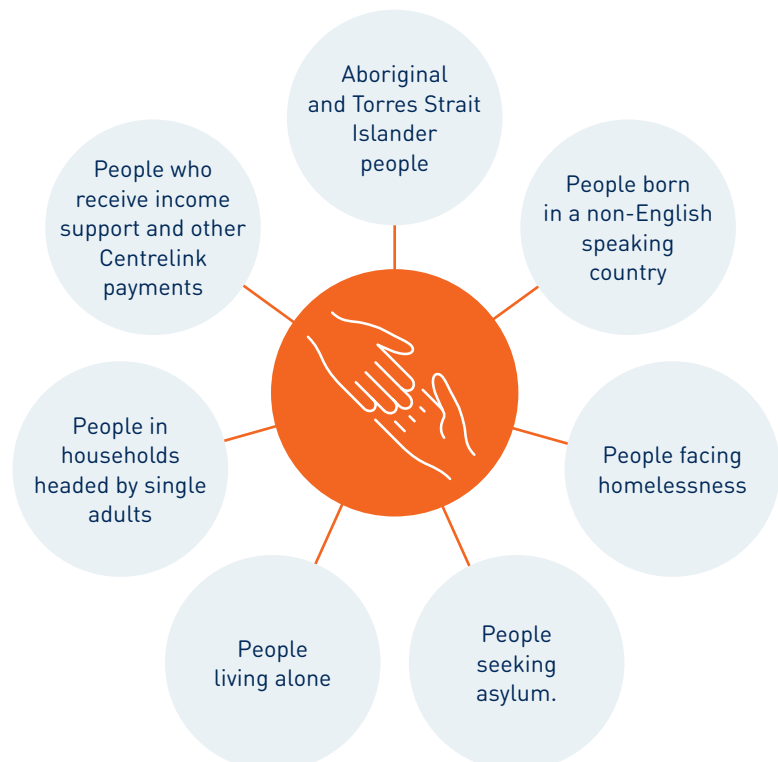 Aboriginal
and Torres Strait
Islander
people
People born
in a non-English
speaking
country
People facing
homelessness
People
seeking
asylum.
People
living alone
People in
households
headed by single
adults
People who
receive income
support and other
Centrelink
payments